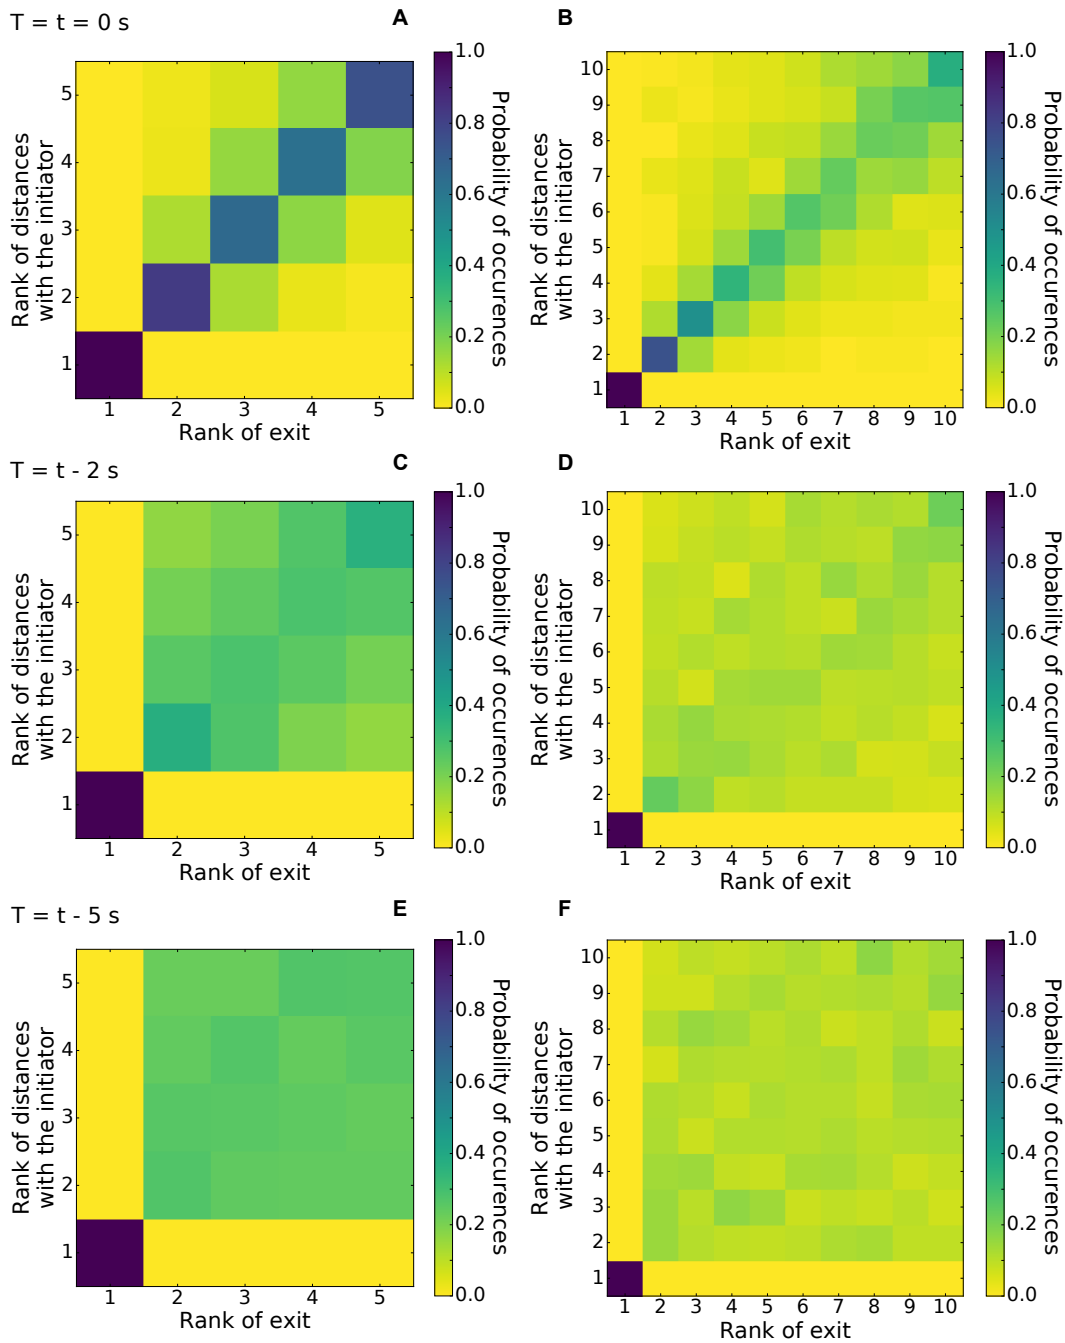 T = t = 0 s
A
B
5
4
3
2
1
Rank of distances
with the initiator
1 2 3 4 5
Rank of exit
1.0
0.8
0.6
0.4
0.2
0.0
Probability of occurences
10
9
8
7
6
5
4
3
2
1
Rank of distances
with the initiator
1 2 3 4 5 6 7 8 9 10
Rank of exit
1.0
0.8
0.6
0.4
0.2
0.0
Probability of occurences
T = t - 2 s
C
D
5
4
3
2
1
Rank of distances
with the initiator
1 2 3 4 5
Rank of exit
1.0
0.8
0.6
0.4
0.2
0.0
Probability of occurences
10
9
8
7
6
5
4
3
2
1
Rank of distances
with the initiator
1 2 3 4 5 6 7 8 9 10
Rank of exit
1.0
0.8
0.6
0.4
0.2
0.0
Probability of occurences
T = t - 5 s
E
F
5
4
3
2
1
Rank of distances
with the initiator
1 2 3 4 5
Rank of exit
1.0
0.8
0.6
0.4
0.2
0.0
Probability of occurences
10
9
8
7
6
5
4
3
2
1
Rank of distances
with the initiator
1 2 3 4 5 6 7 8 9 10
Rank of exit
1.0
0.8
0.6
0.4
0.2
0.0
Probability of occurences